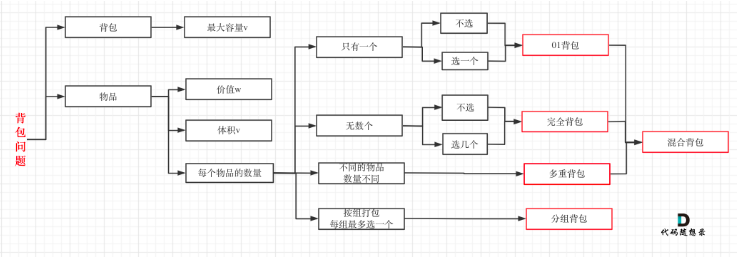 背包问题
背包
最大容量v
物品
价值w
体积v
每个物品的数量
只有一个
不选
选一个
01背包
无数个
不选
选几个
完全背包
不同的物品
数量不同
多重背包
混合背包
按组打包
每组最多选一个
分组背包
代码随想录